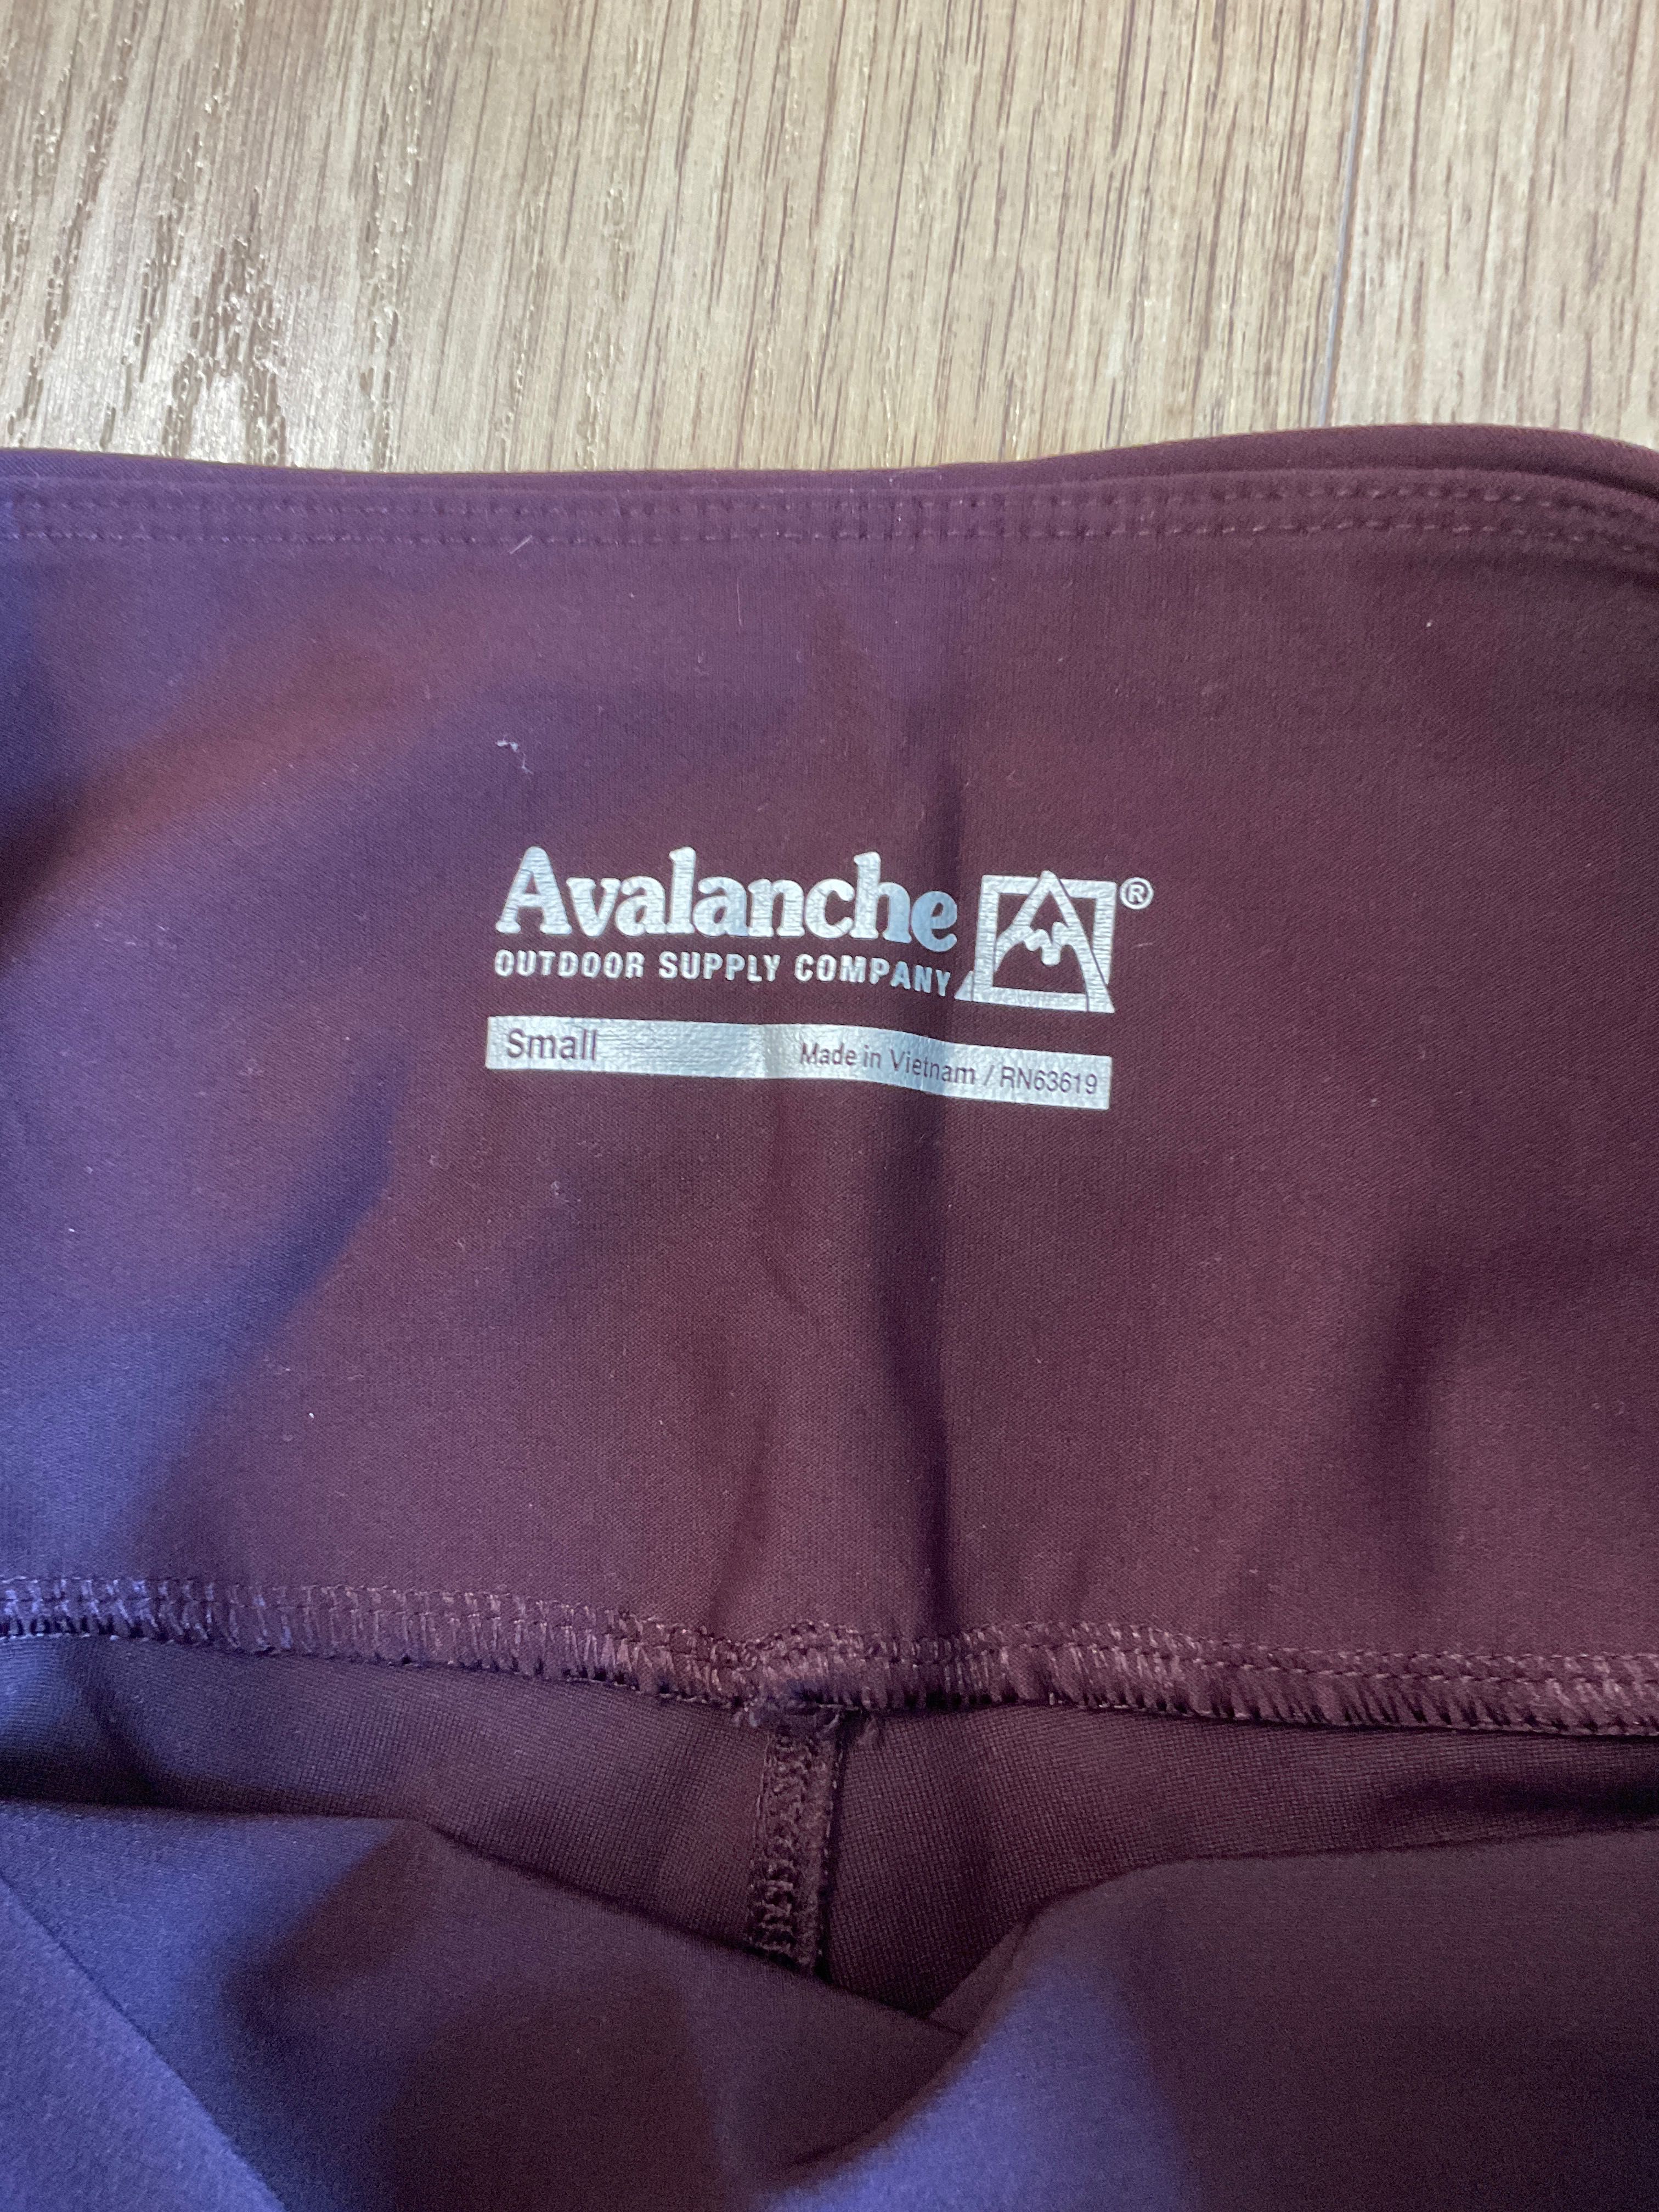 Avalanche ®
OUTDOOR SUPPLY COMPANY
Small Made in Vietnam / RN63619